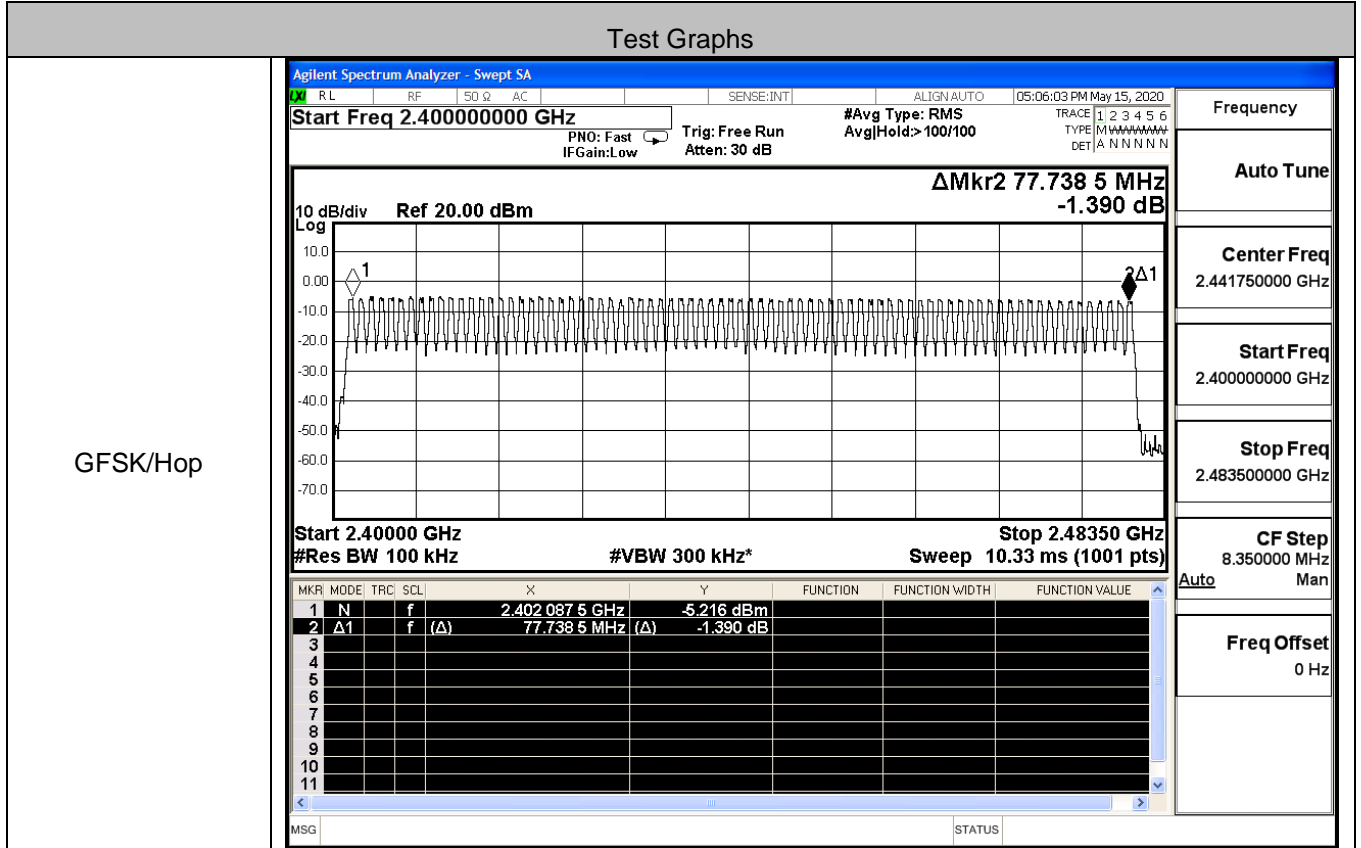 Test Graphs
GFSK/Hop
Agilent Spectrum Analyzer - Swept SA
LXI RL RF 50 Ω AC SENSE:INT ALIGN AUTO 05:06:03 PM May 15, 2020
Start Freq 2.400000000 GHz
PNO: Fast
IFGain:Low
Trig: Free Run
Atten: 30 dB
#Avg Type: RMS
Avg|Hold:> 100/100
TRACE 1 2 3 4 5 6
TYPE M WWWWW
DET A N N N N N
ΔMkr2 77.738 5 MHz
-1.390 dB
10 dB/div Ref 20.00 dBm
Log
10.0
0.00
-10.0
-20.0
-30.0
-40.0
-50.0
-60.0
-70.0
1
2Δ1
Start 2.40000 GHz Stop 2.48350 GHz
#Res BW 100 kHz #VBW 300 kHz* Sweep 10.33 ms (1001 pts)
MKR MODE TRC SCL X Y FUNCTION FUNCTION WIDTH FUNCTION VALUE
1 N f 2.402 087 5 GHz -5.216 dBm
2 Δ1 f (Δ) 77.738 5 MHz (Δ) -1.390 dB
3
4
5
6
7
8
9
10
11
MSG STATUS
Frequency
Auto Tune
Center Freq
2.441750000 GHz
Start Freq
2.400000000 GHz
Stop Freq
2.483500000 GHz
CF Step
8.350000 MHz
Auto Man
Freq Offset
0 Hz